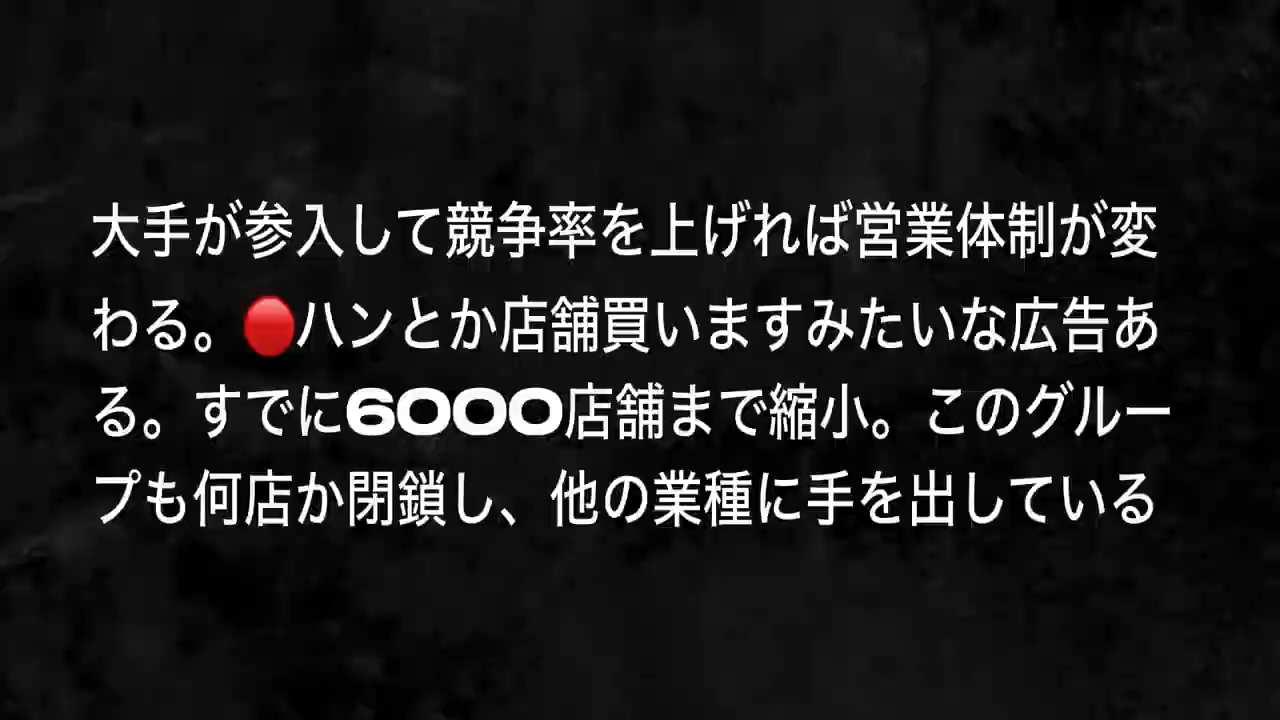 大手が参入して競争率を上げれば営業体制が変
わる。🔴ハンとか店舗買いますみたいな広告あ
る。すでに6000店舗まで縮小。このグルー
プも何店か閉鎖し、他の業種に手を出している